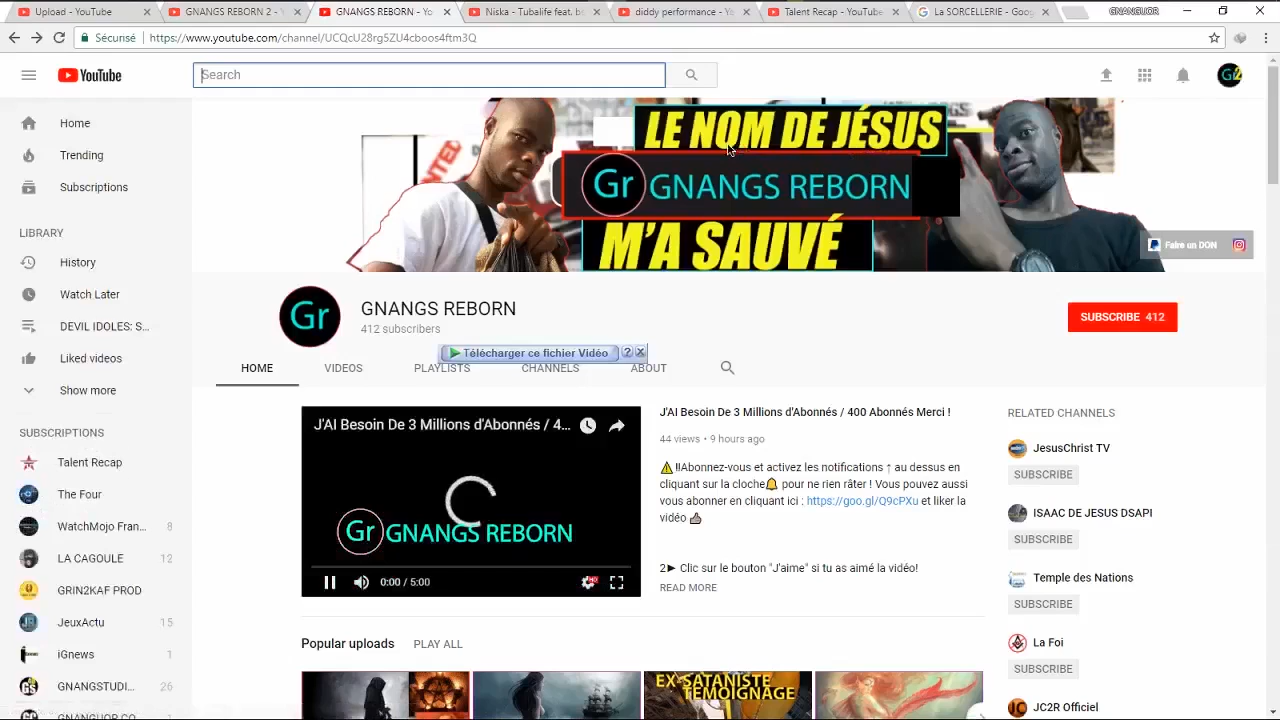 Upload - YouTube
GNANGS REBORN 2 - Y
GNANGS REBORN - Yo
Niska - Tubalife feat. b
diddy performance - Yo
Talent Recap - YouTube
La SORCELLERIE - Goog
GNANGUOR
Sécurisé
https://www.youtube.com/channel/UCQcU28rg5ZU4cboos4ftm3Q
YouTube
Search
Home
Trending
Subscriptions
LIBRARY
History
Watch Later
DEVIL IDOLES: S...
Liked videos
Show more
SUBSCRIPTIONS
Talent Recap
The Four
WatchMojo Fran... 8
LA CAGOULE 12
GRIN2KAF PROD
JeuxActu 15
iGnews 1
GNANGSTUDI... 26
LE NOM DE JÉSUS
Gr GNANGS REBORN
M'A SAUVÉ
Faire un DON
Gr
GNANGS REBORN
412 subscribers
SUBSCRIBE 412
Télécharger ce fichier Vidéo ?
HOME
VIDEOS
PLAYLISTS
CHANNELS
ABOUT
J'AI Besoin De 3 Millions d'Abonnés / 4...
Gr GNANGS REBORN
0:00 / 5:00
HD
J'AI Besoin De 3 Millions d'Abonnés / 400 Abonnés Merci !
44 views • 9 hours ago
⚠‼Abonnez-vous et activez les notifications ↑ au dessus en
cliquant sur la cloche🔔 pour ne rien râter ! Vous pouvez aussi
vous abonner en cliquant ici : https://goo.gl/Q9cPXu et liker la
vidéo 👍
2► Clic sur le bouton "J'aime" si tu as aimé la vidéo!
READ MORE
Popular uploads PLAY ALL
EX-SATANISTE
TEMOIGNAGE
RELATED CHANNELS
JesusChrist TV
SUBSCRIBE
ISAAC DE JESUS DSAPI
SUBSCRIBE
Temple des Nations
SUBSCRIBE
La Foi
SUBSCRIBE
JC2R Officiel